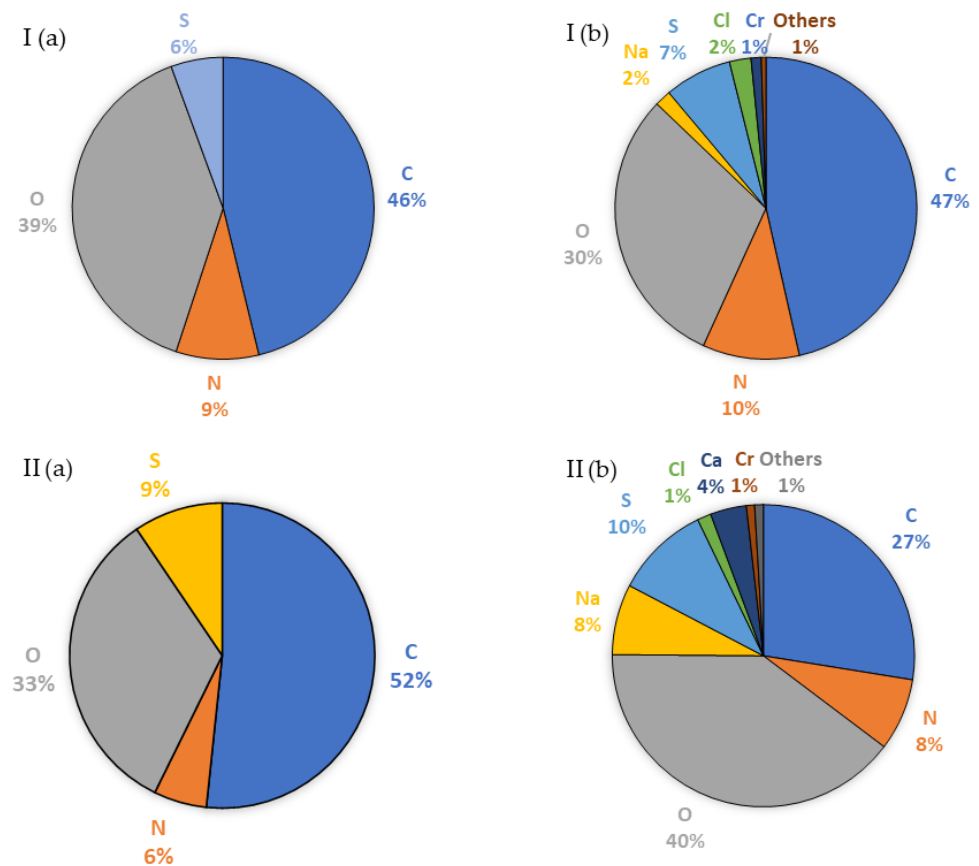 I (a)
S
6%
C
46%
O
39%
N
9%
I (b)
Na
2%
S
7%
Cl
2%
Cr
1%
Others
1%
C
47%
O
30%
N
10%
II (a)
S
9%
C
52%
O
33%
N
6%
II (b)
Na
8%
S
10%
Cl
1%
Ca
4%
Cr
1%
Others
1%
C
27%
N
8%
O
40%